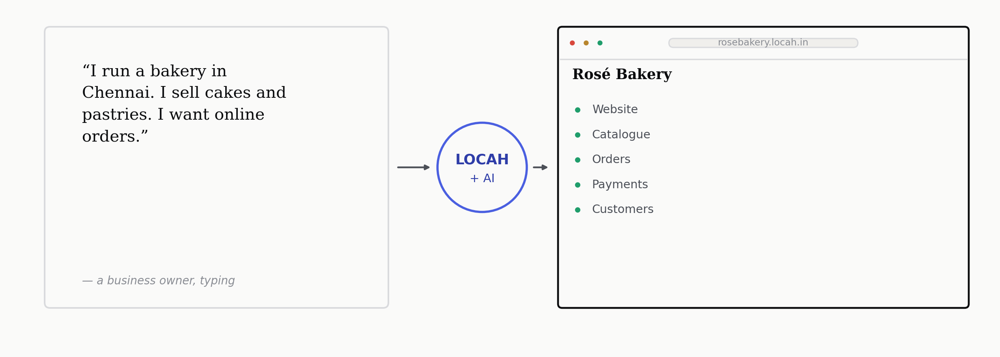 “I run a bakery in
Chennai. I sell cakes and
pastries. I want online
orders.”
— a business owner, typing
LOCAH
+ AI
rosebakery.locah.in
Rosé Bakery
Website
Catalogue
Orders
Payments
Customers